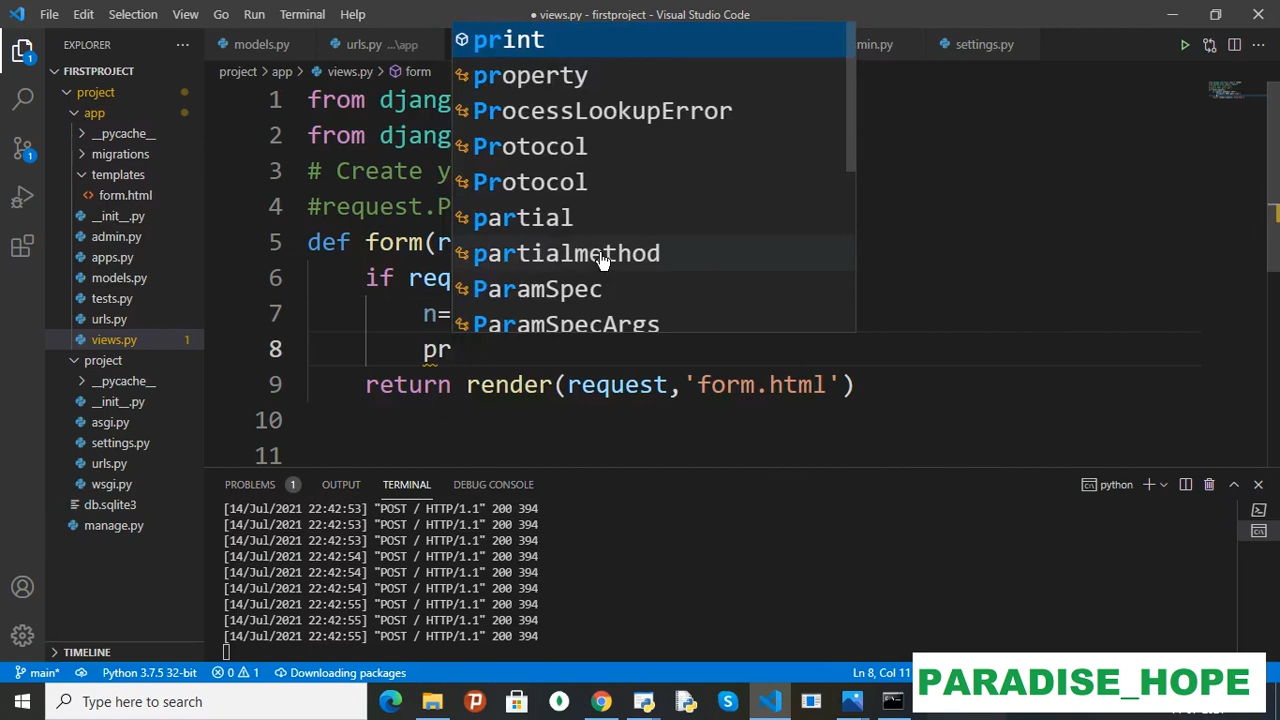 File Edit Selection View Go Run Terminal Help
● views.py - firstproject - Visual Studio Code
EXPLORER
models.py urls.py ...\app min.py settings.py
FIRSTPROJECT
project > app > views.py > form
project
app
__pycache__
migrations
templates
form.html
__init__.py
admin.py
apps.py
models.py
tests.py
urls.py
views.py 1
project
__pycache__
__init__.py
asgi.py
settings.py
urls.py
wsgi.py
db.sqlite3
manage.py
TIMELINE
1 from djang
2 from djang
3 # Create y
4 #request.P
5 def form(r
6 if req
7 n=
8 pr
9 return render(request,'form.html')
10
11
print
property
ProcessLookupError
Protocol
Protocol
partial
partialmethod
ParamSpec
ParamSpecArgs
PROBLEMS 1 OUTPUT TERMINAL DEBUG CONSOLE
python
[14/Jul/2021 22:42:53] "POST / HTTP/1.1" 200 394
[14/Jul/2021 22:42:53] "POST / HTTP/1.1" 200 394
[14/Jul/2021 22:42:53] "POST / HTTP/1.1" 200 394
[14/Jul/2021 22:42:54] "POST / HTTP/1.1" 200 394
[14/Jul/2021 22:42:54] "POST / HTTP/1.1" 200 394
[14/Jul/2021 22:42:54] "POST / HTTP/1.1" 200 394
[14/Jul/2021 22:42:55] "POST / HTTP/1.1" 200 394
[14/Jul/2021 22:42:55] "POST / HTTP/1.1" 200 394
[14/Jul/2021 22:42:55] "POST / HTTP/1.1" 200 394
main* Python 3.7.5 32-bit 0 1 Downloading packages Ln 8, Col 11
PARADISE_HOPE
Type here to search